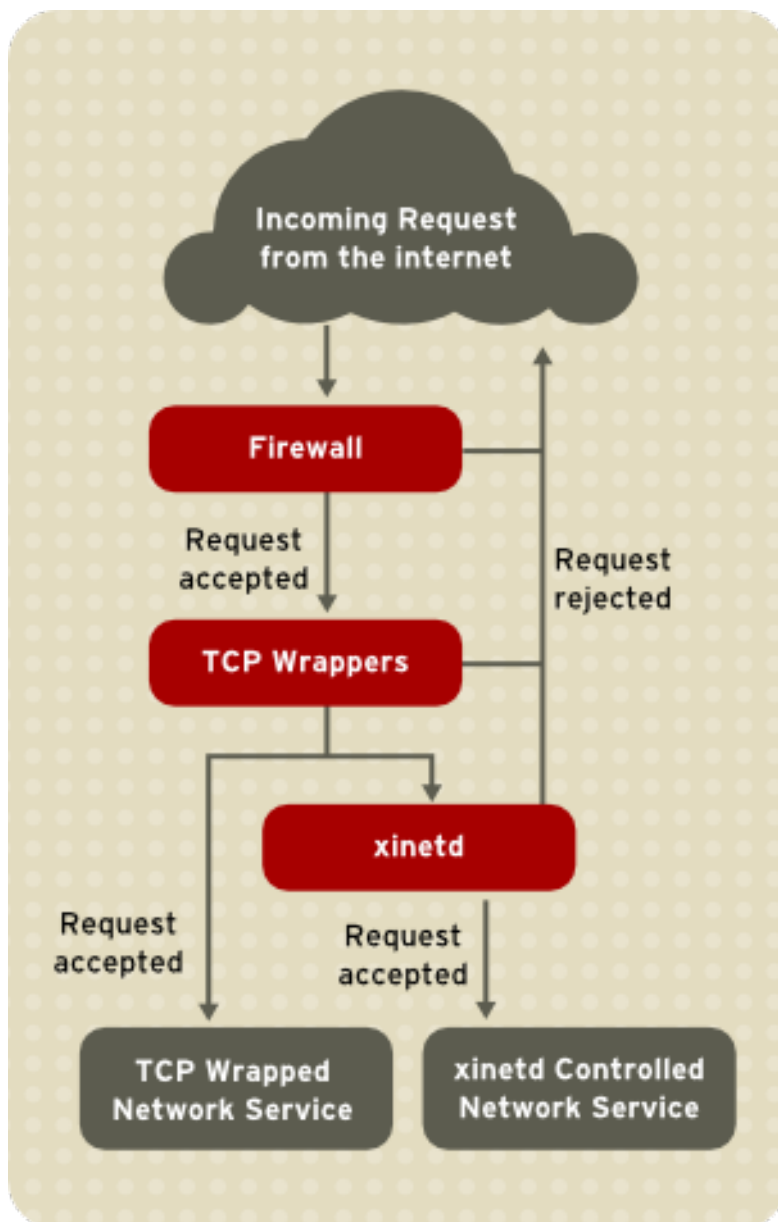 Incoming Request
from the internet
Firewall
Request
accepted
Request
rejected
TCP Wrappers
xinetd
Request
accepted
Request
accepted
TCP Wrapped
Network Service
xinetd Controlled
Network Service